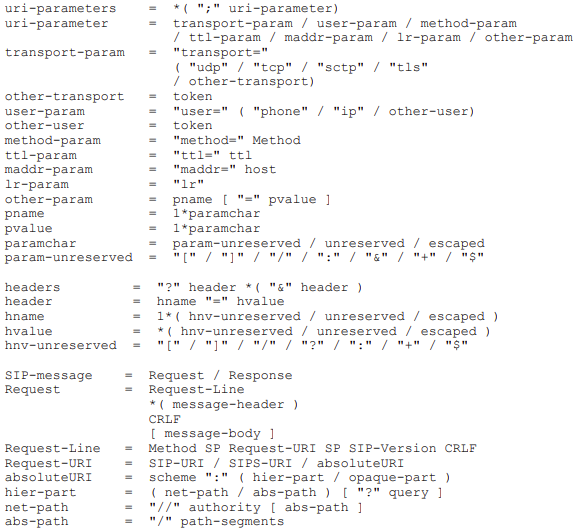 uri-parameters    =  *( ";" uri-parameter)
uri-parameter     =  transport-param / user-param / method-param
                     / ttl-param / maddr-param / lr-param / other-param
transport-param   =  "transport="
                     ( "udp" / "tcp" / "sctp" / "tls"
                     / other-transport)
other-transport   =  token
user-param        =  "user=" ( "phone" / "ip" / other-user)
other-user        =  token
method-param      =  "method=" Method
ttl-param         =  "ttl=" ttl
maddr-param       =  "maddr=" host
lr-param          =  "lr"
other-param       =  pname [ "=" pvalue ]
pname             =  1*paramchar
pvalue            =  1*paramchar
paramchar         =  param-unreserved / unreserved / escaped
param-unreserved  =  "[" / "]" / "/" / ":" / "&" / "+" / "$"

headers         =  "?" header *( "&" header )
header          =  hname "=" hvalue
hname           =  1*( hnv-unreserved / unreserved / escaped )
hvalue          =  *( hnv-unreserved / unreserved / escaped )
hnv-unreserved  =  "[" / "]" / "/" / "?" / ":" / "+" / "$"

SIP-message    =  Request / Response
Request        =  Request-Line
                  *( message-header )
                  CRLF
                  [ message-body ]
Request-Line   =  Method SP Request-URI SP SIP-Version CRLF
Request-URI    =  SIP-URI / SIPS-URI / absoluteURI
absoluteURI    =  scheme ":" ( hier-part / opaque-part )
hier-part      =  ( net-path / abs-path ) [ "?" query ]
net-path       =  "//" authority [ abs-path ]
abs-path       =  "/" path-segments